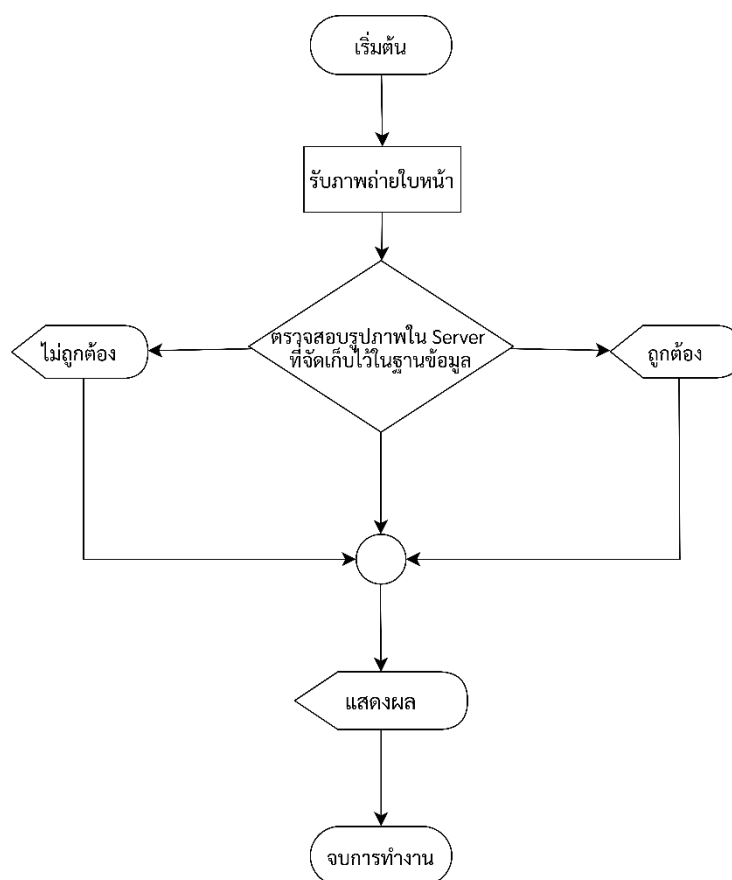 เริ่มต้น
รับภาพถ่ายใบหน้า
ตรวจสอบรูปภาพใน Server
ที่จัดเก็บไว้ในฐานข้อมูล
ไม่ถูกต้อง
ถูกต้อง
แสดงผล
จบการทำงาน